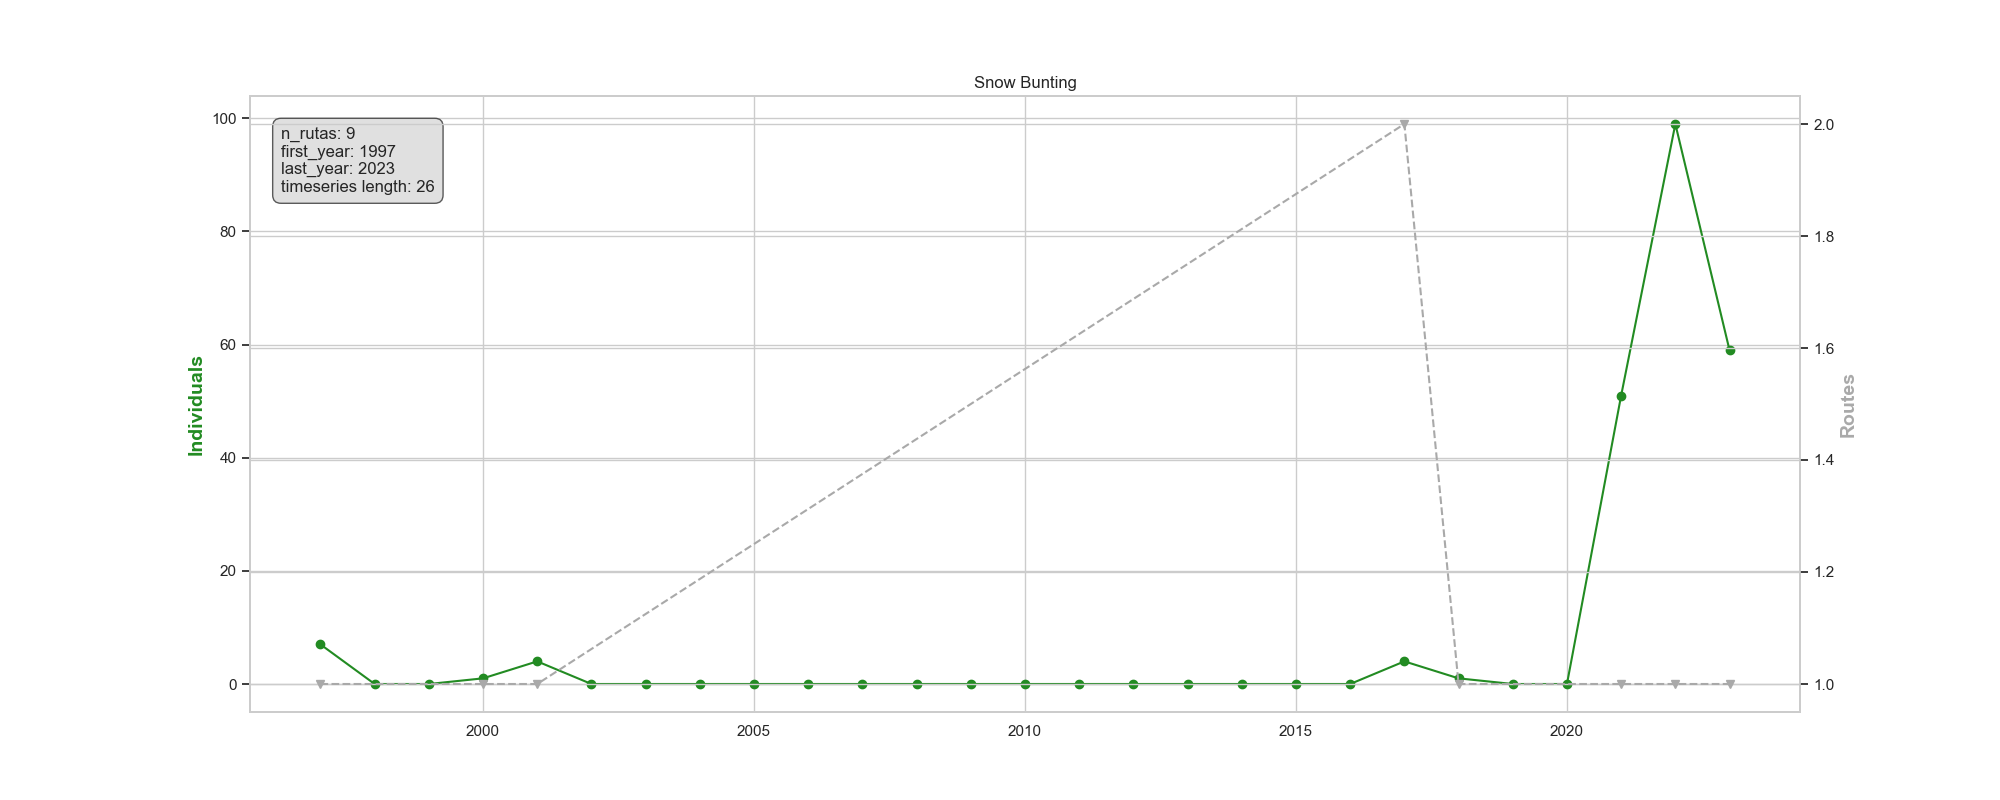 Snow Bunting
n_rutas: 9
first_year: 1997
last_year: 2023
timeseries length: 26
100
80
60
40
20
0
Individuals
2.0
1.8
1.6
1.4
1.2
1.0
Routes
2000
2005
2010
2015
2020